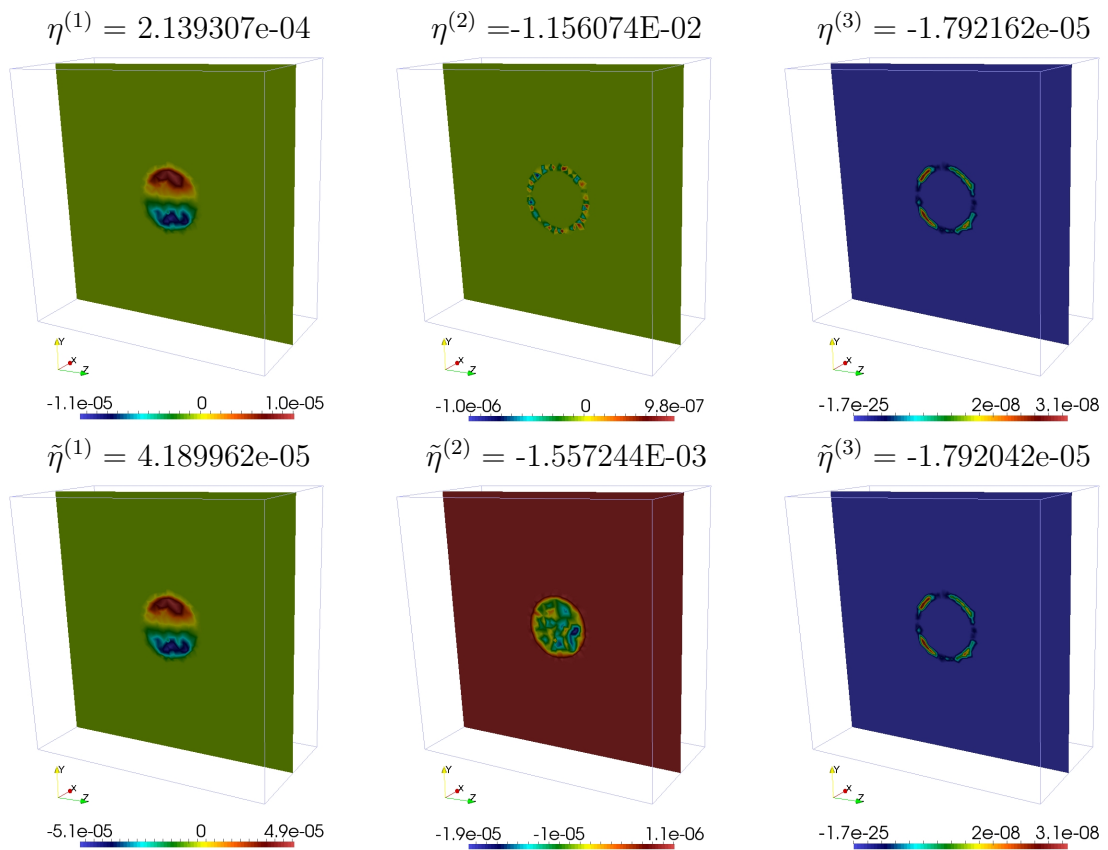 η^(1) = 2.139307e-04
η^(2) =-1.156074E-02
η^(3) = -1.792162e-05
Y
X
Z
Y
X
Z
Y
X
Z
-1.1e-05 0 1.0e-05
-1.0e-06 0 9.8e-07
-1.7e-25 2e-08 3.1e-08
η̃^(1) = 4.189962e-05
η̃^(2) = -1.557244E-03
η̃^(3) = -1.792042e-05
Y
X
Z
Y
X
Z
Y
X
Z
-5.1e-05 0 4.9e-05
-1.9e-05 -1e-05 1.1e-06
-1.7e-25 2e-08 3.1e-08